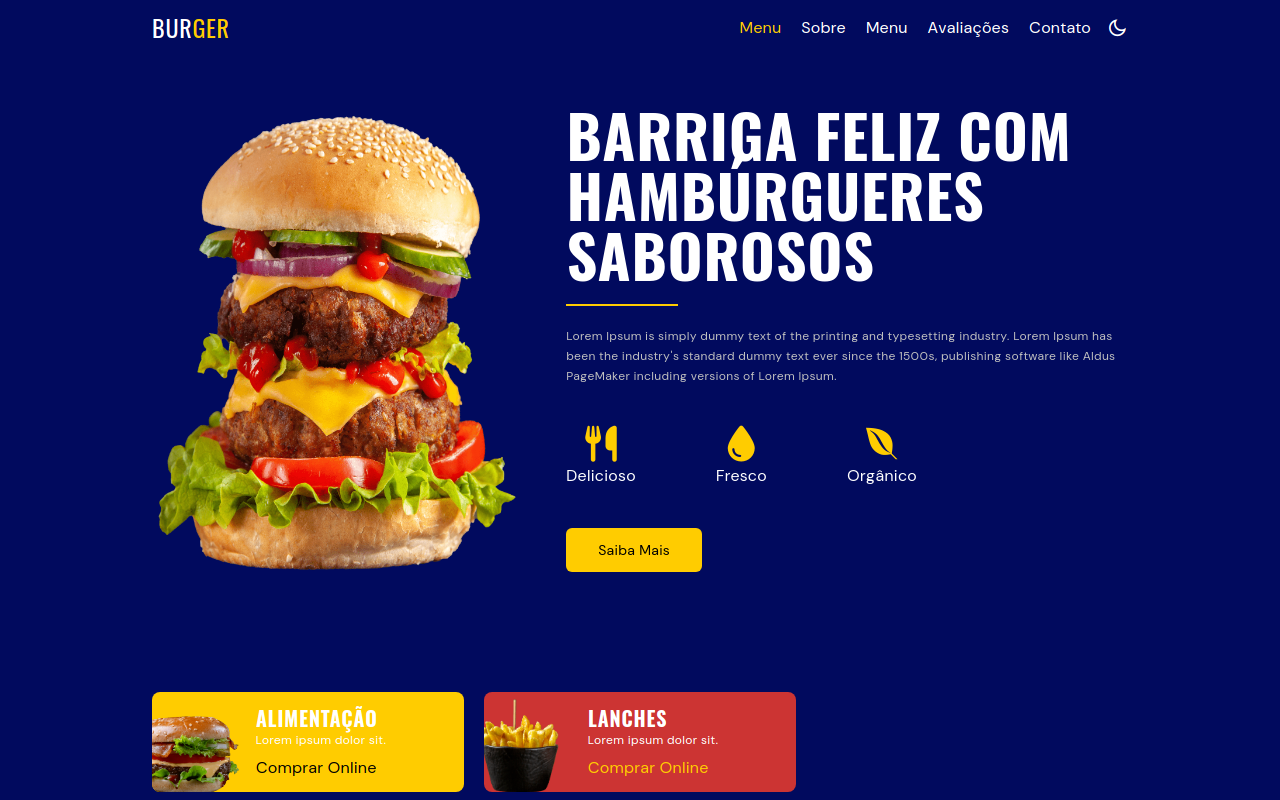 BURGER
Menu Sobre Menu Avaliações Contato
BARRIGA FELIZ COM
HAMBÚRGUERES
SABOROSOS
Lorem Ipsum is simply dummy text of the printing and typesetting industry. Lorem Ipsum has
been the industry's standard dummy text ever since the 1500s, publishing software like Aldus
PageMaker including versions of Lorem Ipsum.
Delicioso Fresco Orgânico
Saiba Mais
ALIMENTAÇÃO
Lorem ipsum dolor sit.
Comprar Online
LANCHES
Lorem ipsum dolor sit.
Comprar Online